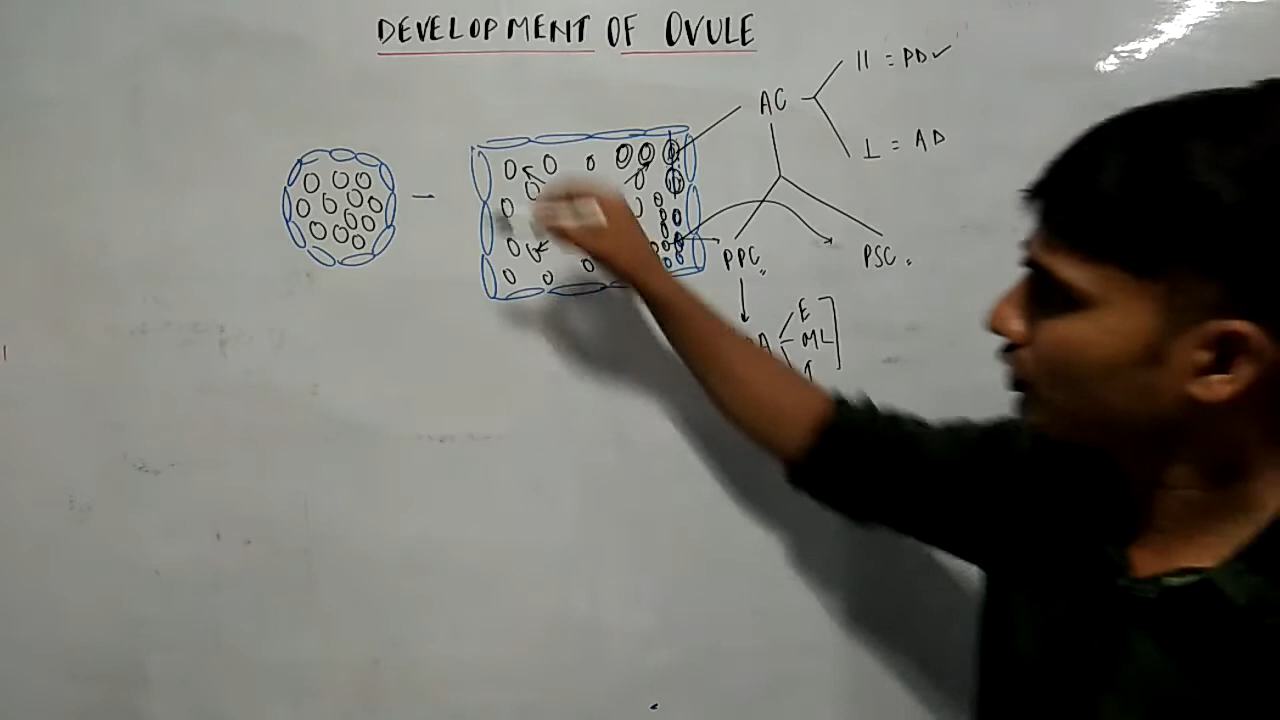 DEVELOPMENT OF OVULE
|| = PD✓
AC
⊥ = AD
PPC
PSC
E
ML
T